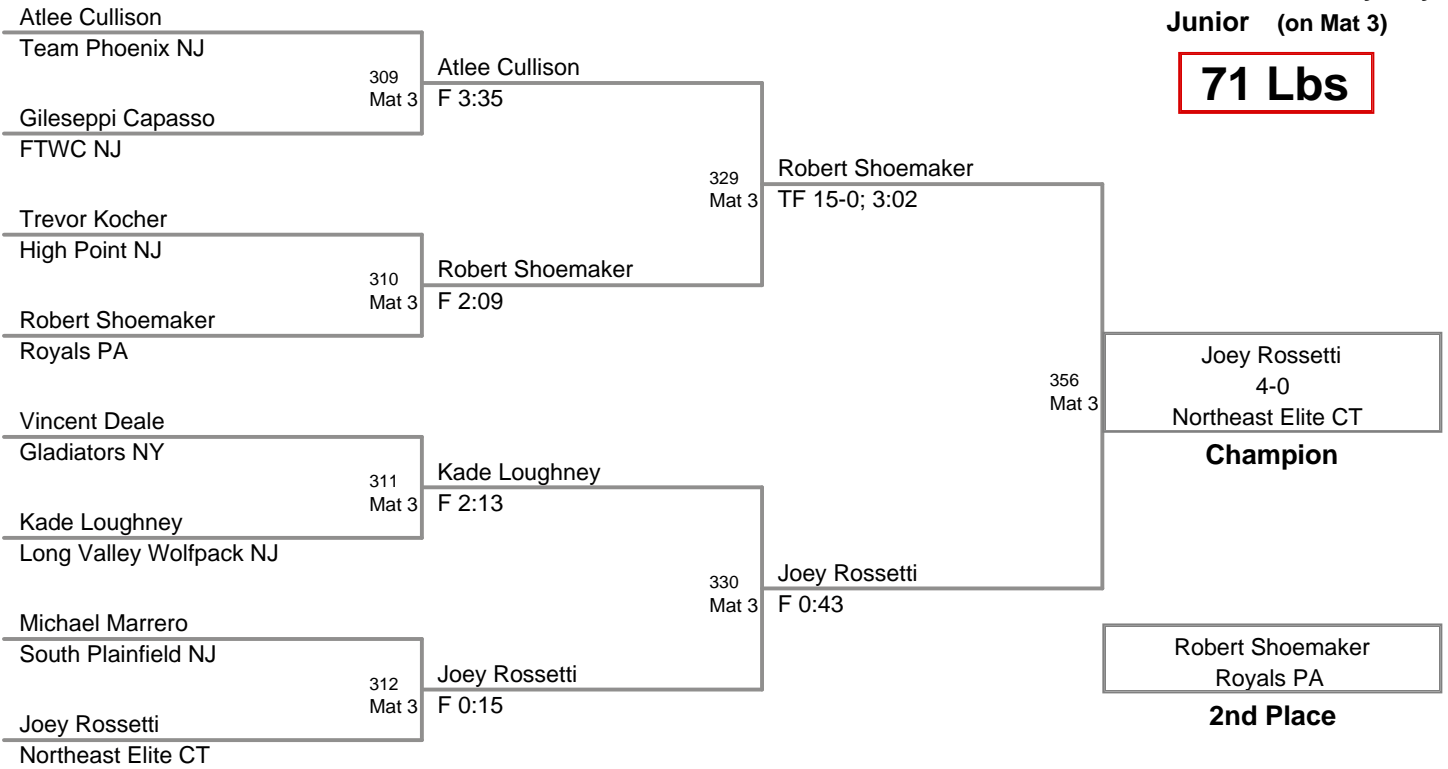 Junior (on Mat 3)
71 Lbs
Atlee Cullison
Team Phoenix NJ
309
Mat 3
Gileseppi Capasso
FTWC NJ
Atlee Cullison
F 3:35
Trevor Kocher
High Point NJ
310
Mat 3
Robert Shoemaker
Royals PA
Robert Shoemaker
F 2:09
329
Mat 3
Robert Shoemaker
TF 15-0; 3:02
Vincent Deale
Gladiators NY
311
Mat 3
Kade Loughney
Long Valley Wolfpack NJ
Kade Loughney
F 2:13
Michael Marrero
South Plainfield NJ
312
Mat 3
Joey Rossetti
Northeast Elite CT
Joey Rossetti
F 0:15
330
Mat 3
Joey Rossetti
F 0:43
356
Mat 3
Joey Rossetti
4-0
Northeast Elite CT
Champion
Robert Shoemaker
Royals PA
2nd Place